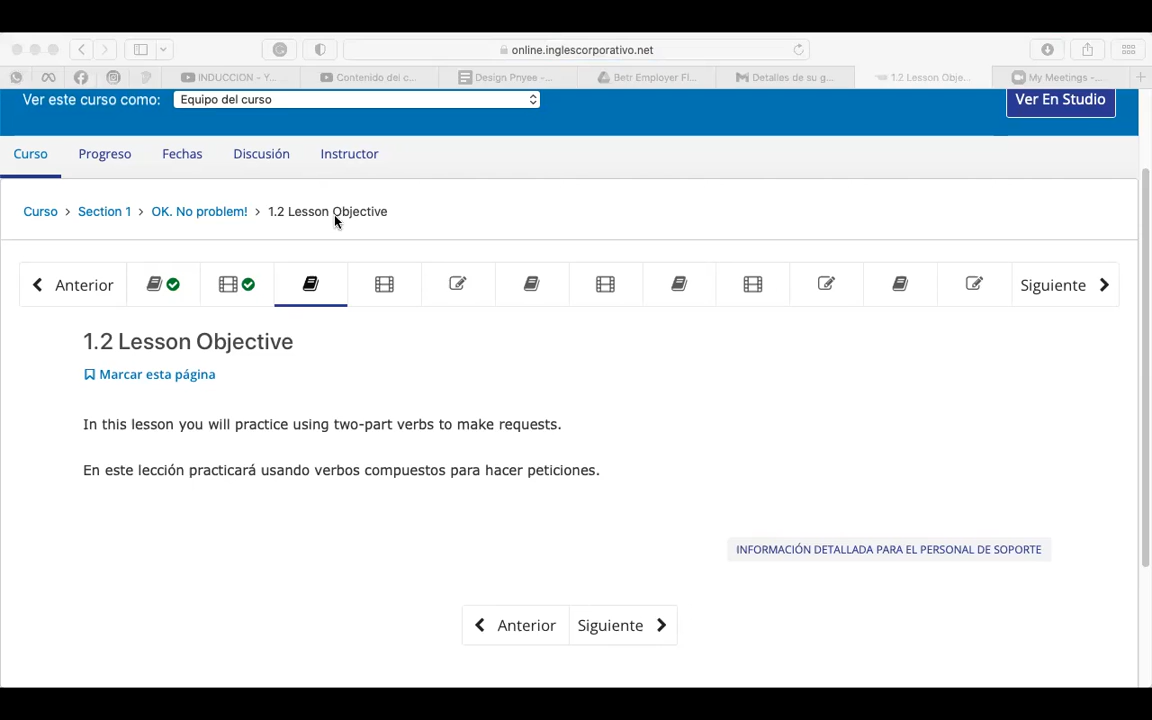 online.inglescorporativo.net
INDUCCION - Y...
Contenido del c...
Design Pnyee -...
Betr Employer Fl...
Detalles de su g...
1.2 Lesson Obje...
My Meetings -...
Ver este curso como:
Equipo del curso
Ver En Studio
Curso
Progreso
Fechas
Discusión
Instructor
Curso > Section 1 > OK. No problem! > 1.2 Lesson Objective
Anterior
Siguiente
1.2 Lesson Objective
Marcar esta página
In this lesson you will practice using two-part verbs to make requests.
En este lección practicará usando verbos compuestos para hacer peticiones.
INFORMACIÓN DETALLADA PARA EL PERSONAL DE SOPORTE
Anterior
Siguiente